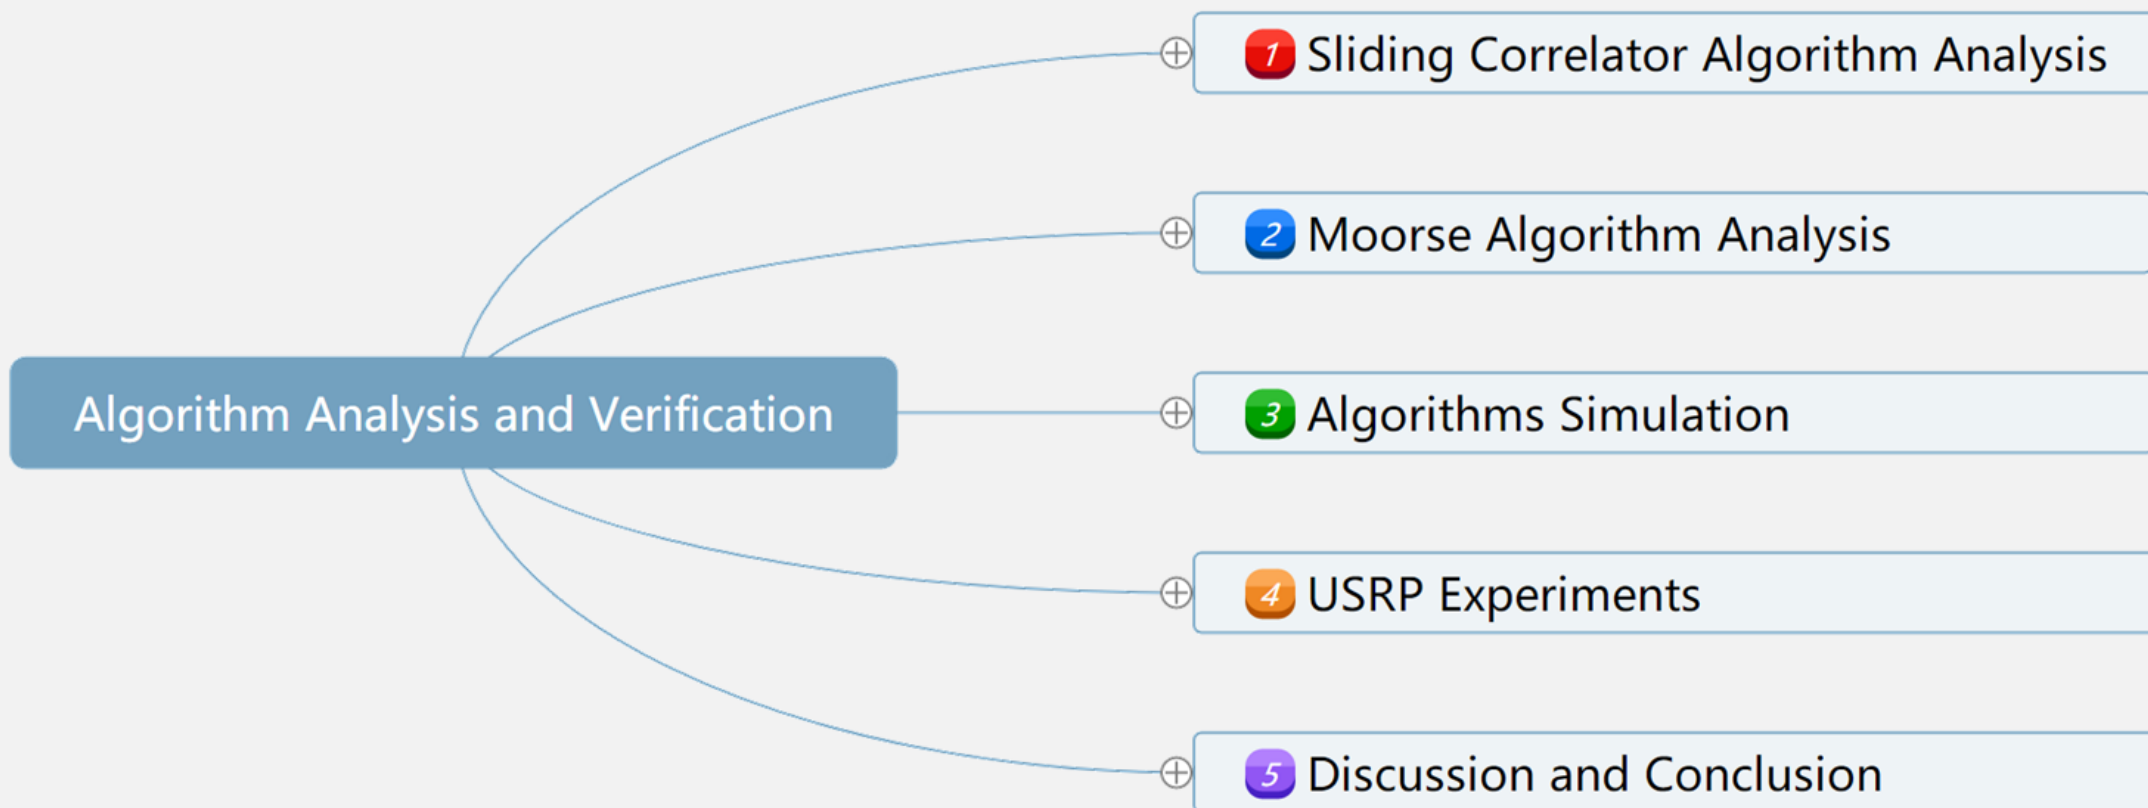 1 Sliding Correlator Algorithm Analysis
2 Moorse Algorithm Analysis
Algorithm Analysis and Verification
3 Algorithms Simulation
4 USRP Experiments
5 Discussion and Conclusion